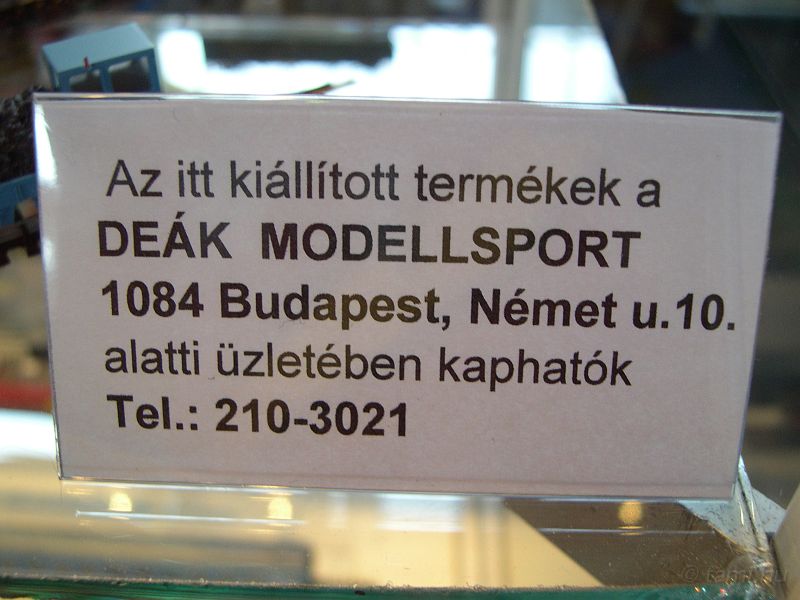 Az itt kiállított termékek a
DEÁK MODELLSPORT
1084 Budapest, Német u.10.
alatti üzletében kaphatók
Tel.: 210-3021